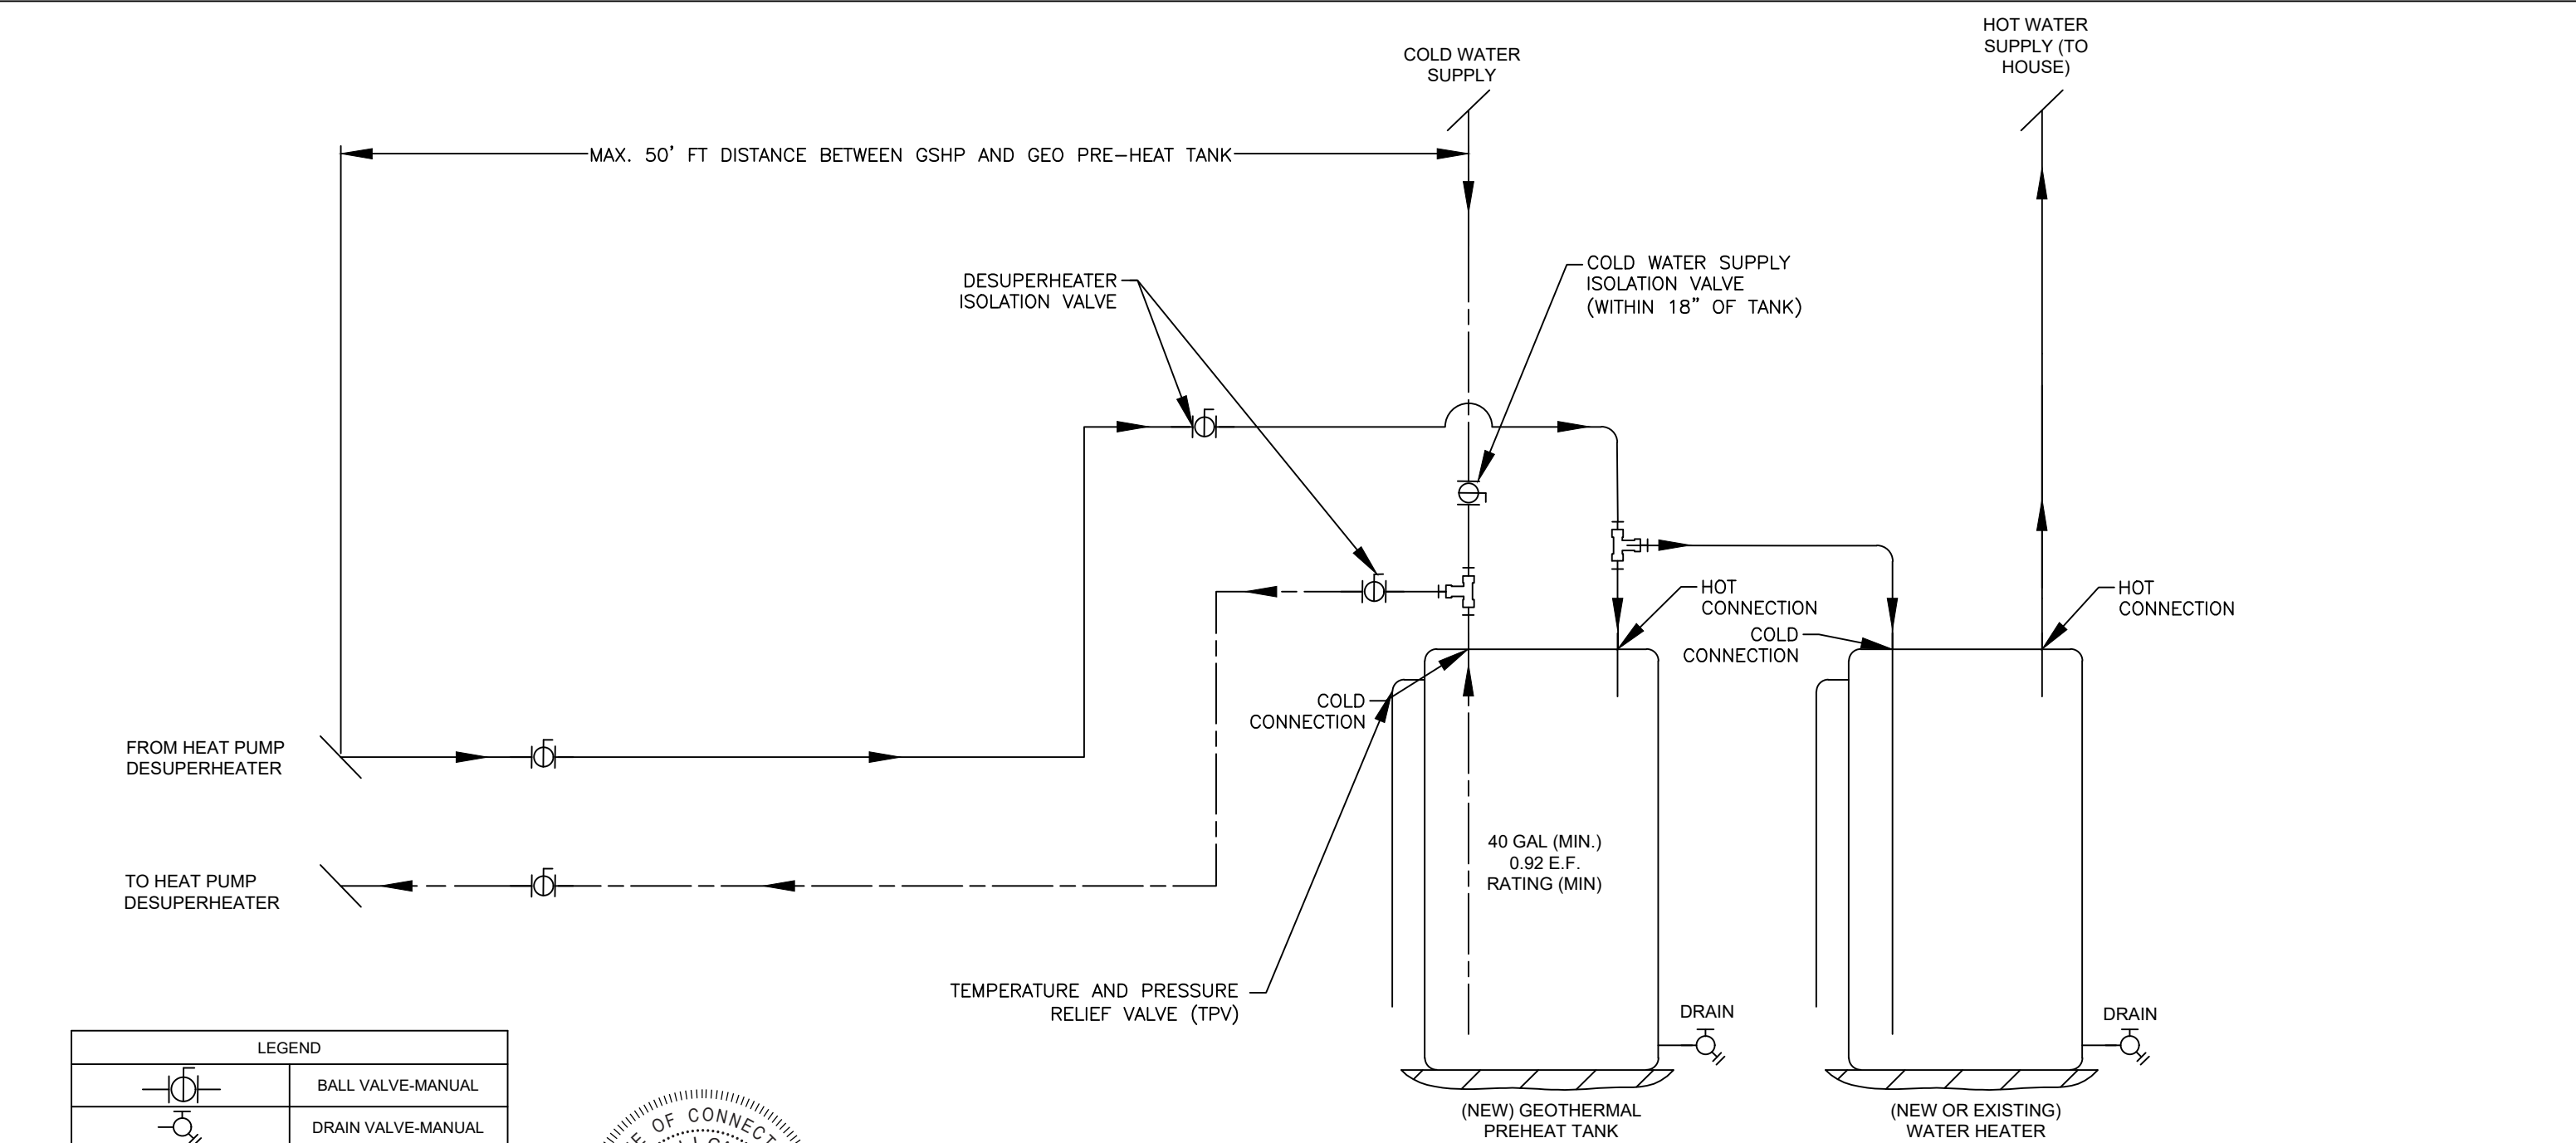 HOT WATER
SUPPLY (TO
HOUSE)
COLD WATER
SUPPLY
MAX. 50' FT DISTANCE BETWEEN GSHP AND GEO PRE-HEAT TANK
DESUPERHEATER
ISOLATION VALVE
COLD WATER SUPPLY
ISOLATION VALVE
(WITHIN 18" OF TANK)
HOT
CONNECTION
COLD
CONNECTION
HOT
CONNECTION
COLD
CONNECTION
FROM HEAT PUMP
DESUPERHEATER
TO HEAT PUMP
DESUPERHEATER
40 GAL (MIN.)
0.92 E.F.
RATING (MIN)
TEMPERATURE AND PRESSURE
RELIEF VALVE (TPV)
DRAIN
DRAIN
LEGEND
BALL VALVE-MANUAL
DRAIN VALVE-MANUAL
OF CONNECT
(NEW) GEOTHERMAL
PREHEAT TANK
(NEW OR EXISTING)
WATER HEATER